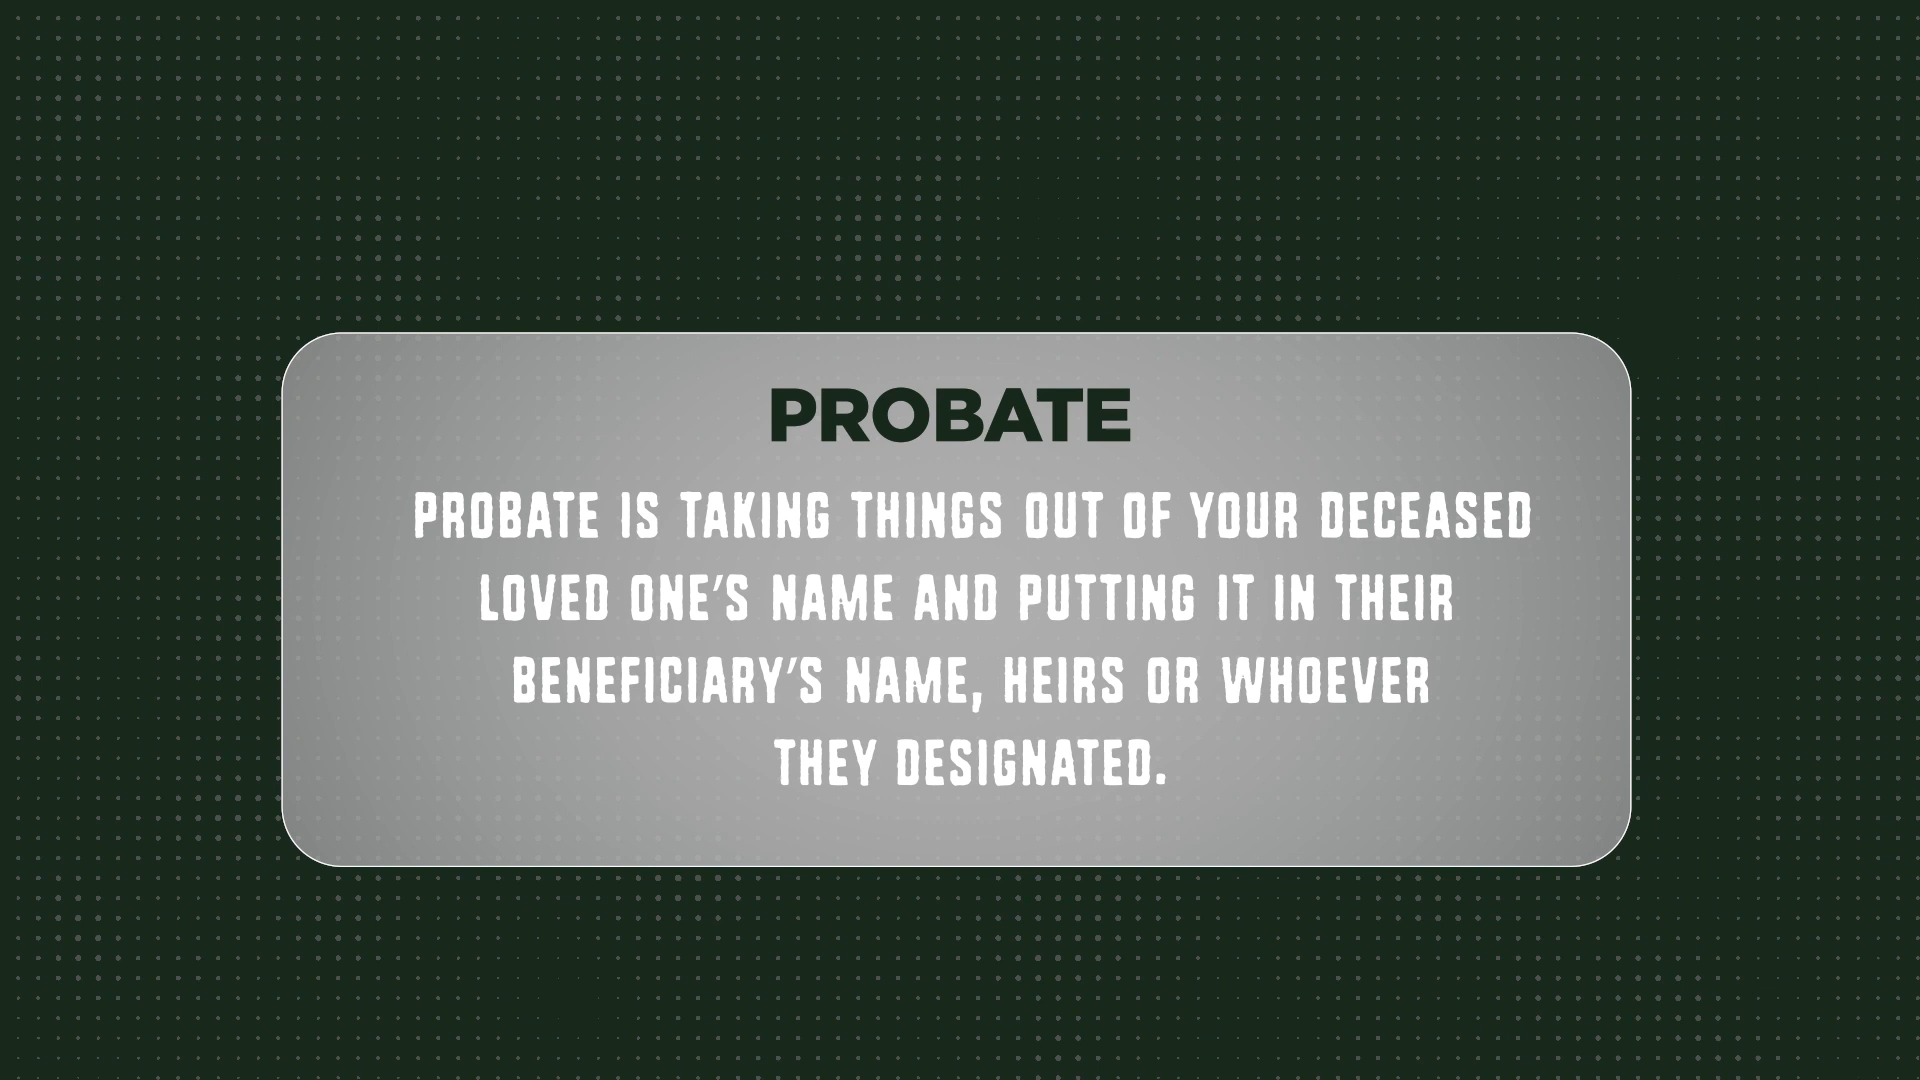 PROBATE
PROBATE IS TAKING THINGS OUT OF YOUR DECEASED
LOVED ONE'S NAME AND PUTTING IT IN THEIR
BENEFICIARY'S NAME, HEIRS OR WHOEVER
THEY DESIGNATED.